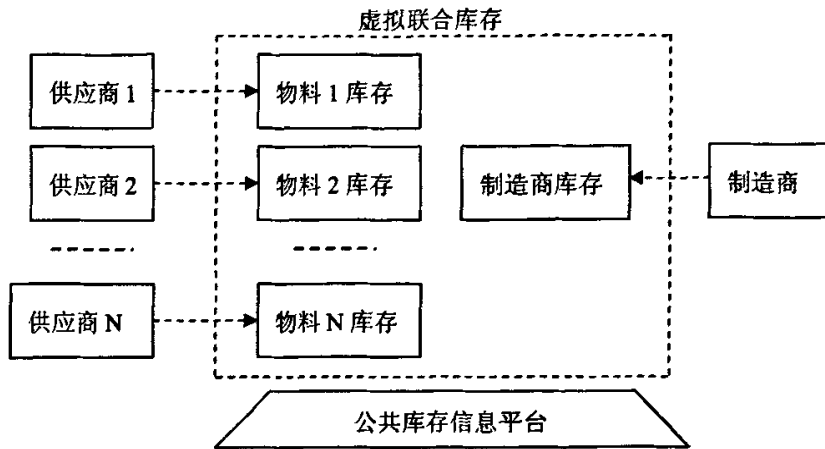 虚拟联合库存
供应商 1
物料 1 库存
供应商 2
物料 2 库存
制造商库存
制造商
供应商 N
物料 N 库存
公共库存信息平台